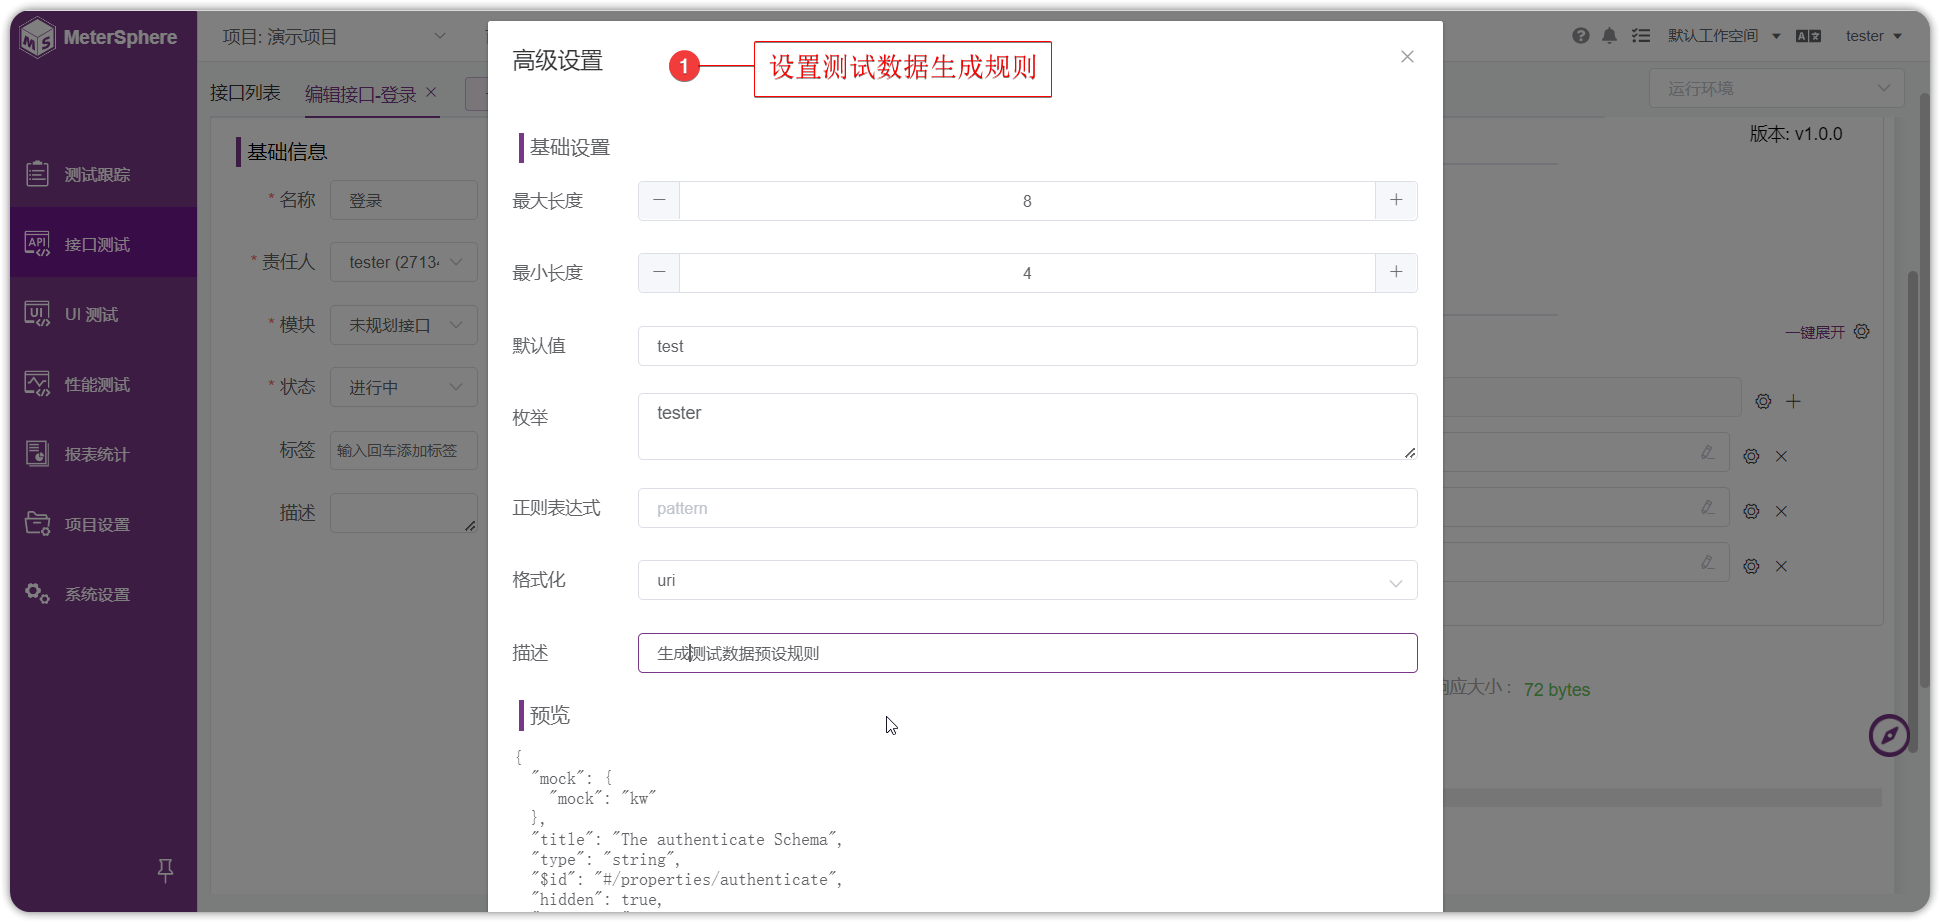 MeterSphere
项目: 演示项目
默认工作空间
tester
接口列表
编辑接口-登录
运行环境
版本: v1.0.0
测试跟踪
接口测试
UI 测试
性能测试
报表统计
项目设置
系统设置
基础信息
* 名称
登录
* 责任人
tester (2713
* 模块
未规划接口
* 状态
进行中
标签
输入回车添加标签
描述
高级设置
1
设置测试数据生成规则
基础设置
最大长度
8
最小长度
4
默认值
test
枚举
tester
正则表达式
pattern
格式化
uri
描述
生成测试数据预设规则
预览
{
"mock": {
"mock": "kw"
},
"title": "The authenticate Schema",
"type": "string",
"$id": "#/properties/authenticate",
"hidden": true,
一键展开
响应大小 : 72 bytes